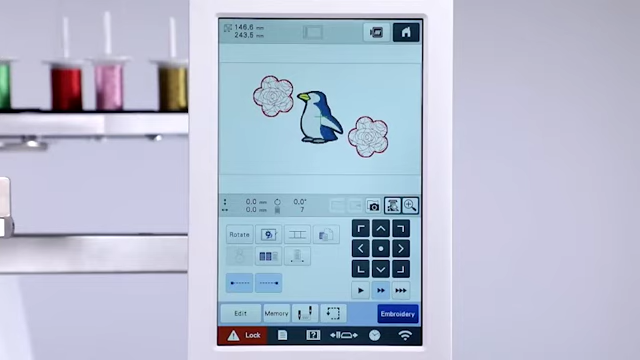 146.6 mm
243.5 mm
0.0 mm 0.0°
0.0 mm 7
Rotate
Edit Memory Embroidery
Lock